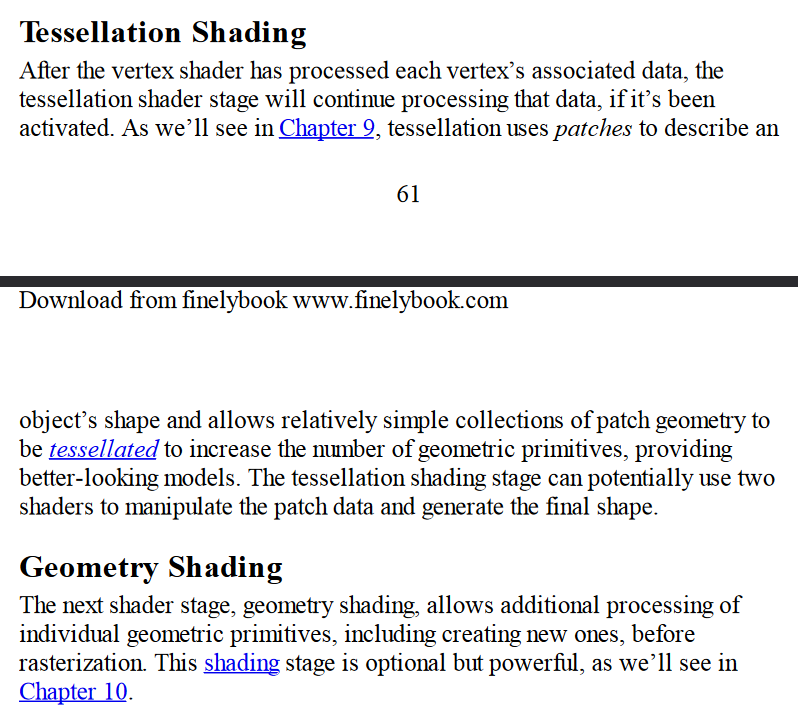 Tessellation Shading
After the vertex shader has processed each vertex’s associated data, the
tessellation shader stage will continue processing that data, if it’s been
activated. As we’ll see in Chapter 9, tessellation uses patches to describe an
61
Download from finelybook www.finelybook.com
object’s shape and allows relatively simple collections of patch geometry to
be tessellated to increase the number of geometric primitives, providing
better-looking models. The tessellation shading stage can potentially use two
shaders to manipulate the patch data and generate the final shape.
Geometry Shading
The next shader stage, geometry shading, allows additional processing of
individual geometric primitives, including creating new ones, before
rasterization. This shading stage is optional but powerful, as we’ll see in
Chapter 10.